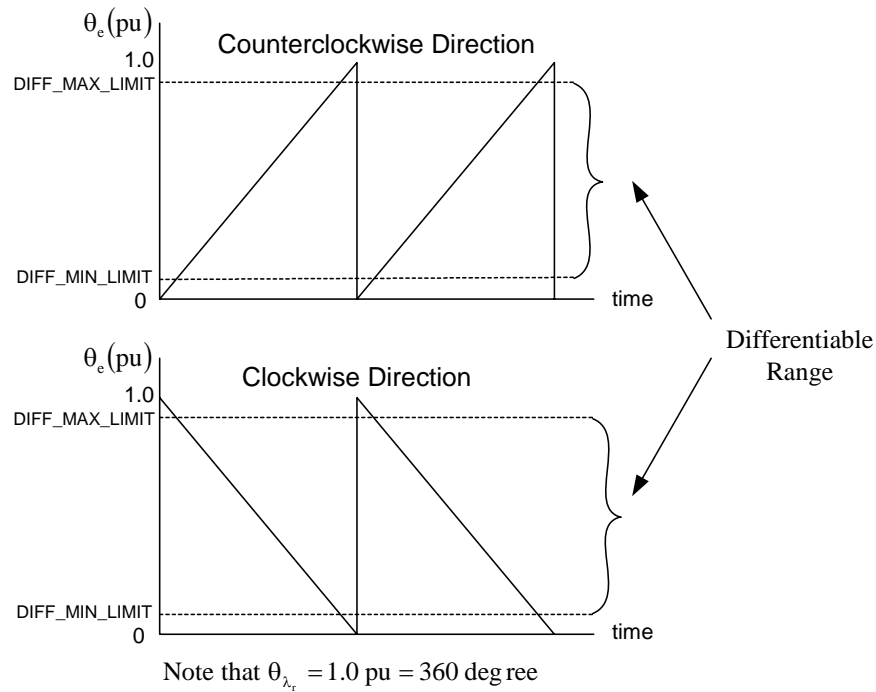 θe(pu)
Counterclockwise Direction
1.0
DIFF_MAX_LIMIT
DIFF_MIN_LIMIT
0
time
Differentiable
Range
θe(pu)
Clockwise Direction
1.0
DIFF_MAX_LIMIT
DIFF_MIN_LIMIT
0
time
Note that θλr = 1.0 pu = 360 deg ree